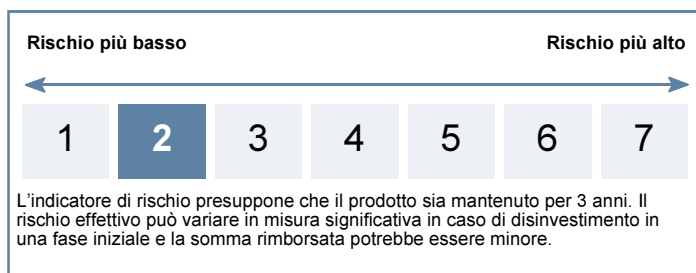 Rischio più basso Rischio più alto
1 2 3 4 5 6 7
L'indicatore di rischio presuppone che il prodotto sia mantenuto per 3 anni. Il
rischio effettivo può variare in misura significativa in caso di disinvestimento in
una fase iniziale e la somma rimborsata potrebbe essere minore.